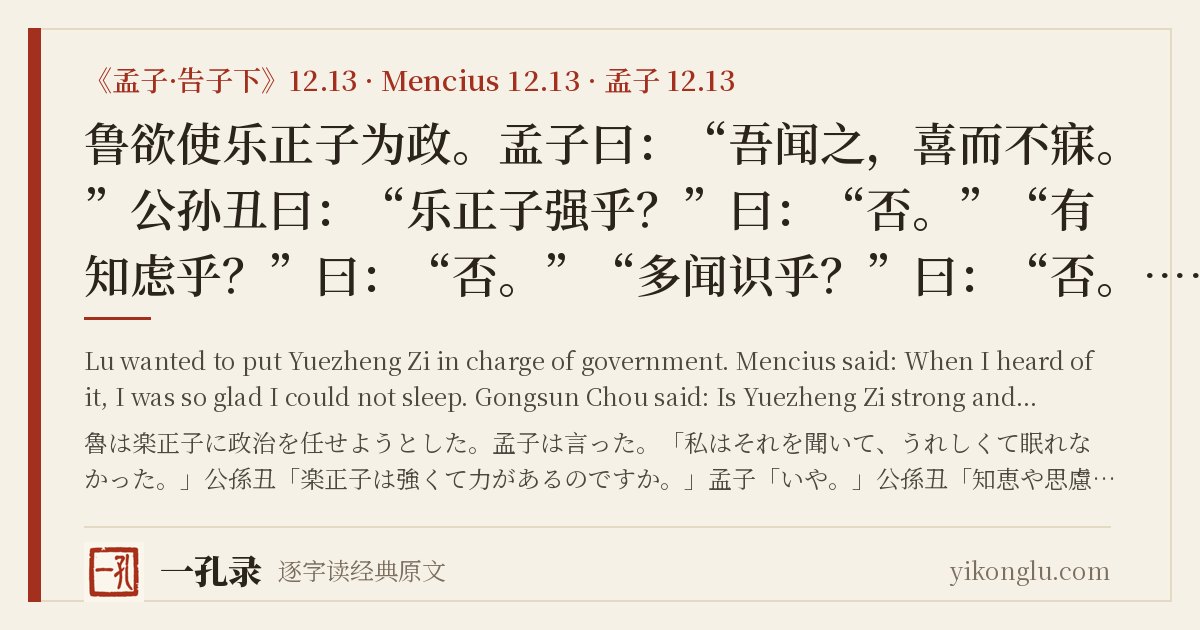 《孟子·告子下》12.13 · Mencius 12.13 · 孟子 12.13
鲁欲使乐正子为政。孟子曰：“吾闻之，喜而不寐。
”公孙丑曰：“乐正子强乎？”曰：“否。”“有
知虑乎？”曰：“否。”“多闻识乎？”曰：“否。……
Lu wanted to put Yuezheng Zi in charge of government. Mencius said: When I heard of
it, I was so glad I could not sleep. Gongsun Chou said: Is Yuezheng Zi strong and...
魯は楽正子に政治を任せようとした。孟子は言った。「私はそれを聞いて、うれしくて眠れな
かった。」公孫丑「楽正子は強くて力があるのですか。」孟子「いや。」公孫丑「知恵や思慮…
一孔
一孔录 逐字读经典原文 yikonglu.com